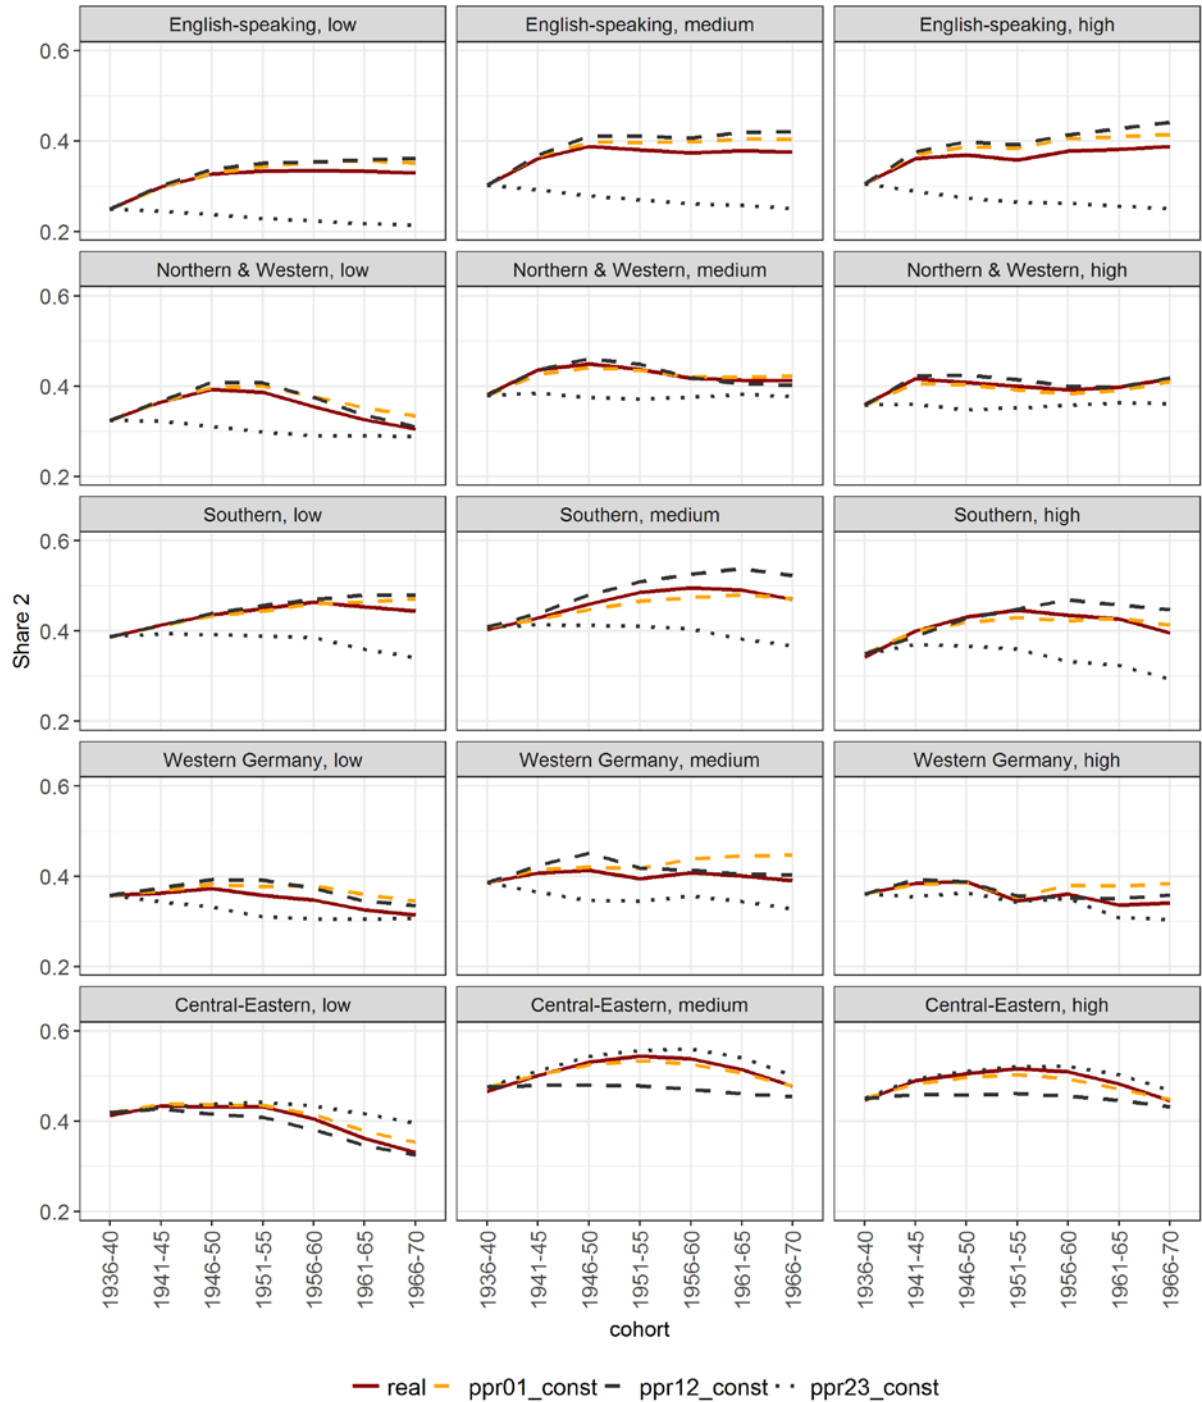 English-speaking, low
English-speaking, medium
English-speaking, high
0.6
0.4
0.2
Northern & Western, low
Northern & Western, medium
Northern & Western, high
0.6
0.4
0.2
Southern, low
Southern, medium
Southern, high
0.6
0.4
0.2
Share 2
Western Germany, low
Western Germany, medium
Western Germany, high
0.6
0.4
0.2
Central-Eastern, low
Central-Eastern, medium
Central-Eastern, high
0.6
0.4
0.2
1936-40
1941-45
1946-50
1951-55
1956-60
1961-65
1966-70
1936-40
1941-45
1946-50
1951-55
1956-60
1961-65
1966-70
1936-40
1941-45
1946-50
1951-55
1956-60
1961-65
1966-70
cohort
real ppr01_const ppr12_const ppr23_const